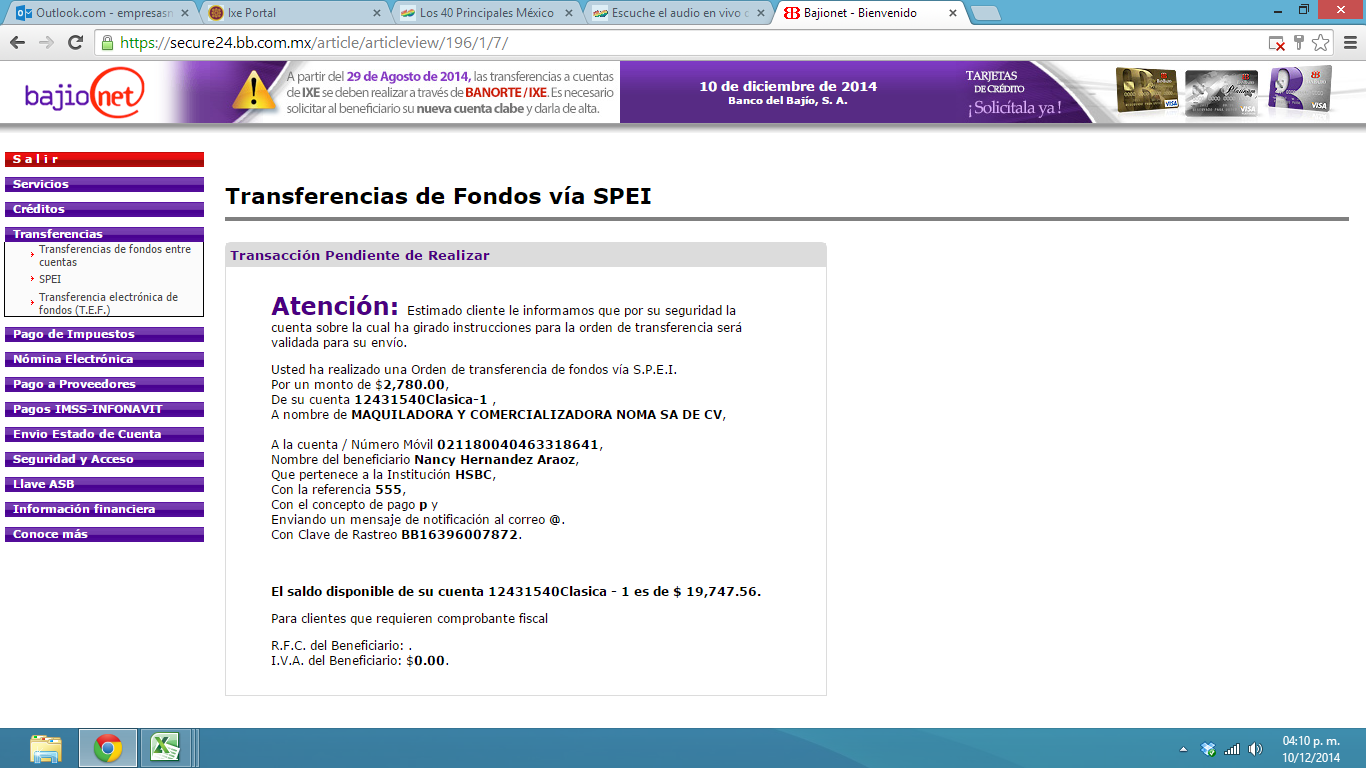 Outlook.com - empresasn
Ixe Portal
Los 40 Principales México
Escuche el audio en vivo d
Bajionet - Bienvenido
https://secure24.bb.com.mx/article/articleview/196/1/7/
bajionet
A partir del 29 de Agosto de 2014, las transferencias a cuentas
de IXE se deben realizar a través de BANORTE / IXE. Es necesario
solicitar al beneficiario su nueva cuenta clabe y darla de alta.
10 de diciembre de 2014
Banco del Bajío, S. A.
TARJETAS
DE CRÉDITO
¡Solicítala ya!
Platinum
VISA
VISA
VISA
Salir
Servicios
Créditos
Transferencias
Transferencias de fondos entre
cuentas
SPEI
Transferencia electrónica de
fondos (T.E.F.)
Pago de Impuestos
Nómina Electrónica
Pago a Proveedores
Pagos IMSS-INFONAVIT
Envio Estado de Cuenta
Seguridad y Acceso
Llave ASB
Información financiera
Conoce más
Transferencias de Fondos vía SPEI
Transacción Pendiente de Realizar
Atención: Estimado cliente le informamos que por su seguridad la
cuenta sobre la cual ha girado instrucciones para la orden de transferencia será
validada para su envío.
Usted ha realizado una Orden de transferencia de fondos vía S.P.E.I.
Por un monto de $2,780.00,
De su cuenta 12431540Clasica-1 ,
A nombre de MAQUILADORA Y COMERCIALIZADORA NOMA SA DE CV,
A la cuenta / Número Móvil 021180040463318641,
Nombre del beneficiario Nancy Hernandez Araoz,
Que pertenece a la Institución HSBC,
Con la referencia 555,
Con el concepto de pago p y
Enviando un mensaje de notificación al correo @.
Con Clave de Rastreo BB16396007872.
El saldo disponible de su cuenta 12431540Clasica - 1 es de $ 19,747.56.
Para clientes que requieren comprobante fiscal
R.F.C. del Beneficiario: .
I.V.A. del Beneficiario: $0.00.
04:10 p. m.
10/12/2014